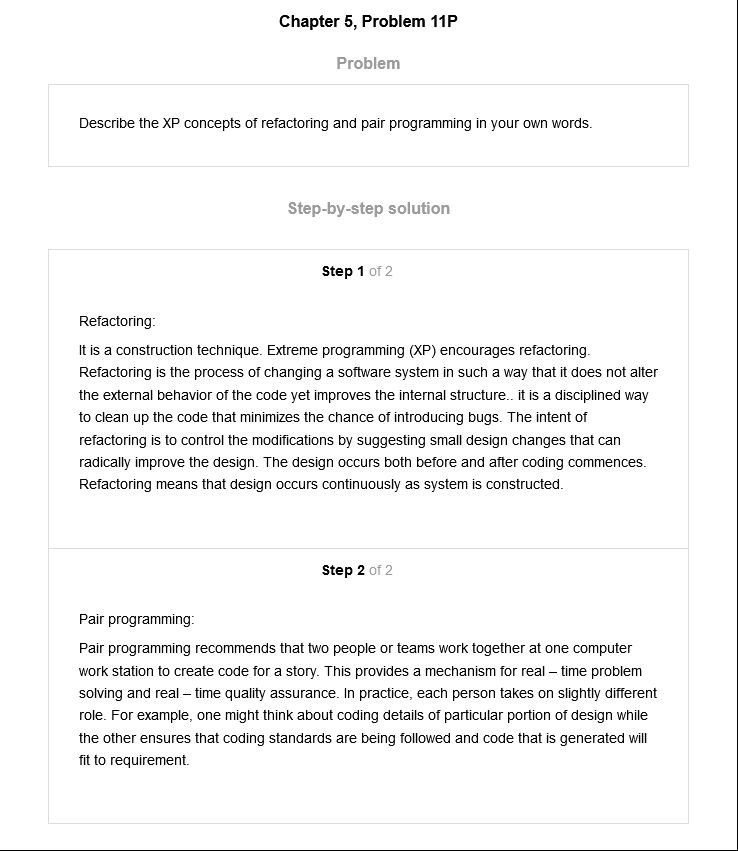 Chapter 5, Problem 11P
Problem
Describe the XP concepts of refactoring and pair programming in your own words.
Step-by-step solution
Step 1 of 2
Refactoring:
It is a construction technique. Extreme programming (XP) encourages refactoring.
Refactoring is the process of changing a software system in such a way that it does not alter
the external behavior of the code yet improves the internal structure.. it is a disciplined way
to clean up the code that minimizes the chance of introducing bugs. The intent of
refactoring is to control the modifications by suggesting small design changes that can
radically improve the design. The design occurs both before and after coding commences.
Refactoring means that design occurs continuously as system is constructed.
Step 2 of 2
Pair programming:
Pair programming recommends that two people or teams work together at one computer
work station to create code for a story. This provides a mechanism for real – time problem
solving and real – time quality assurance. In practice, each person takes on slightly different
role. For example, one might think about coding details of particular portion of design while
the other ensures that coding standards are being followed and code that is generated will
fit to requirement.